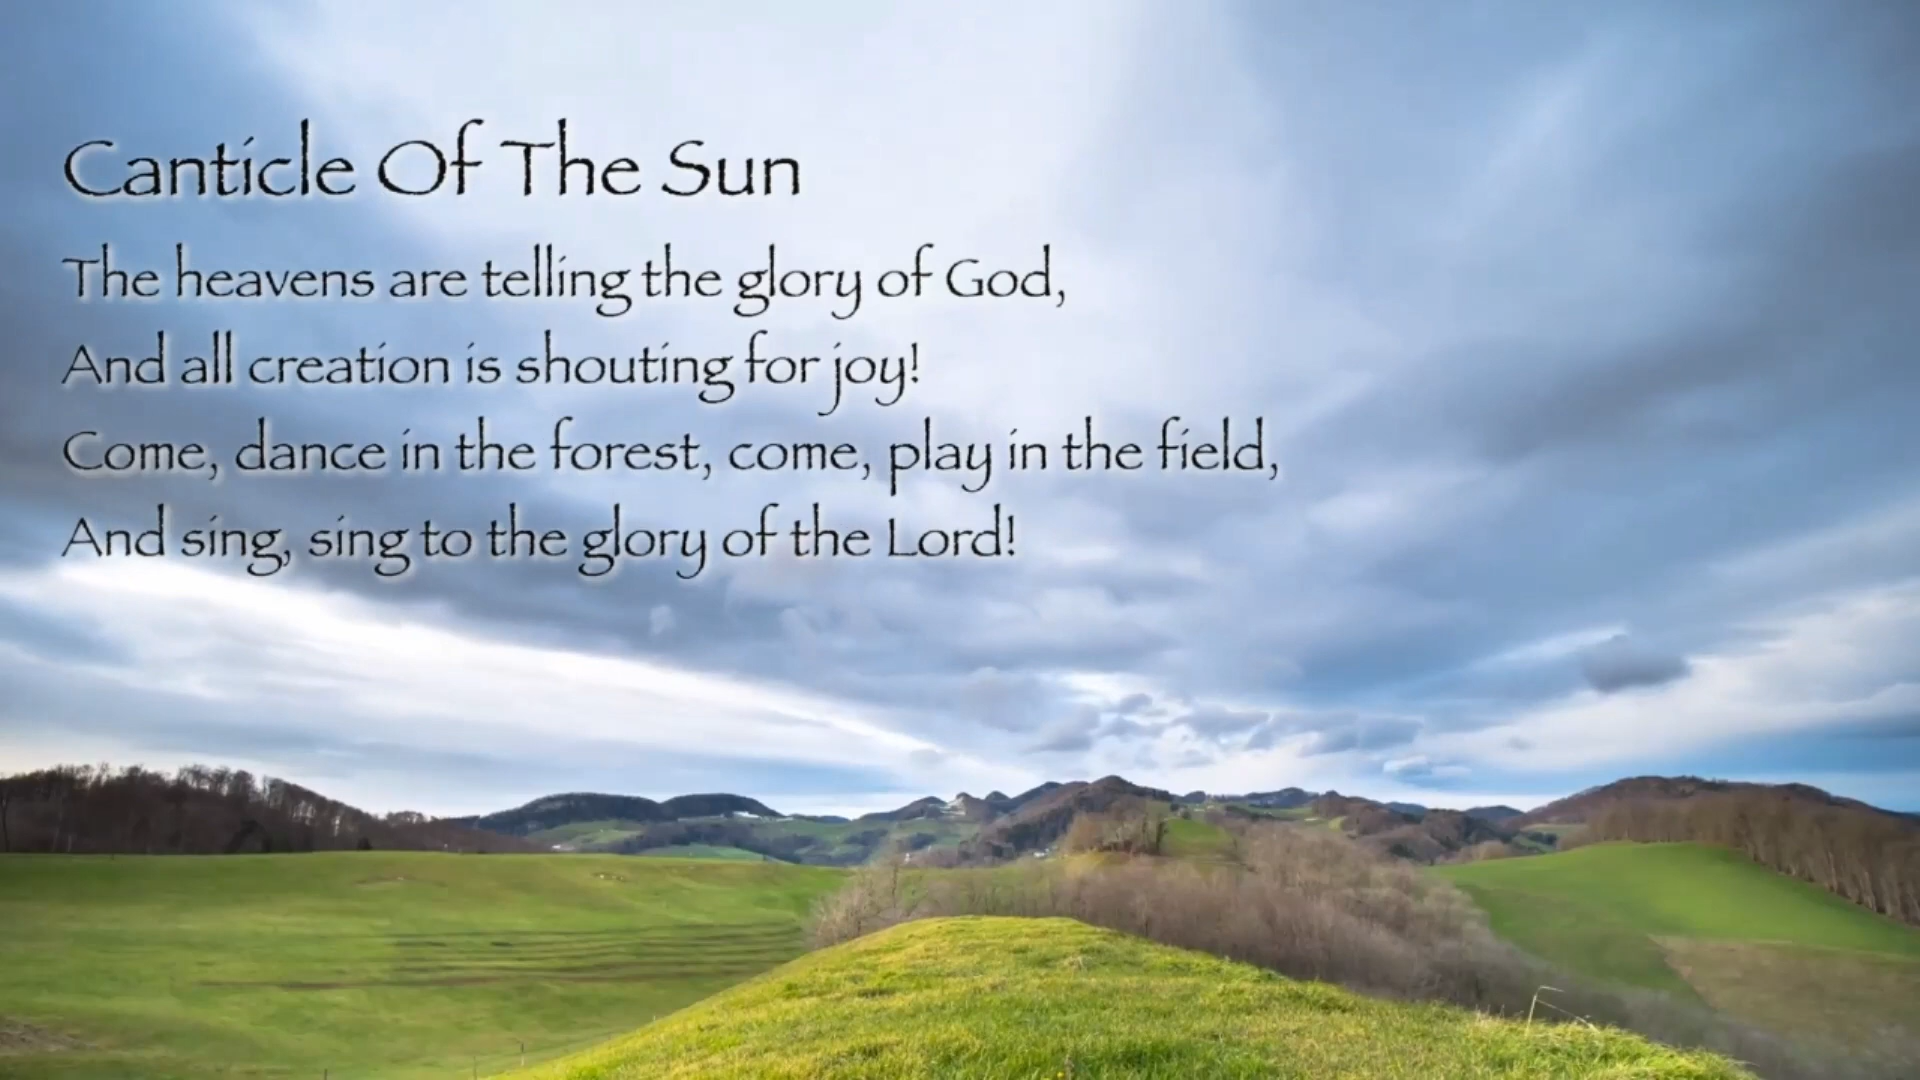 Canticle Of The Sun
The heavens are telling the glory of God,
And all creation is shouting for joy!
Come, dance in the forest, come, play in the field,
And sing, sing to the glory of the Lord!